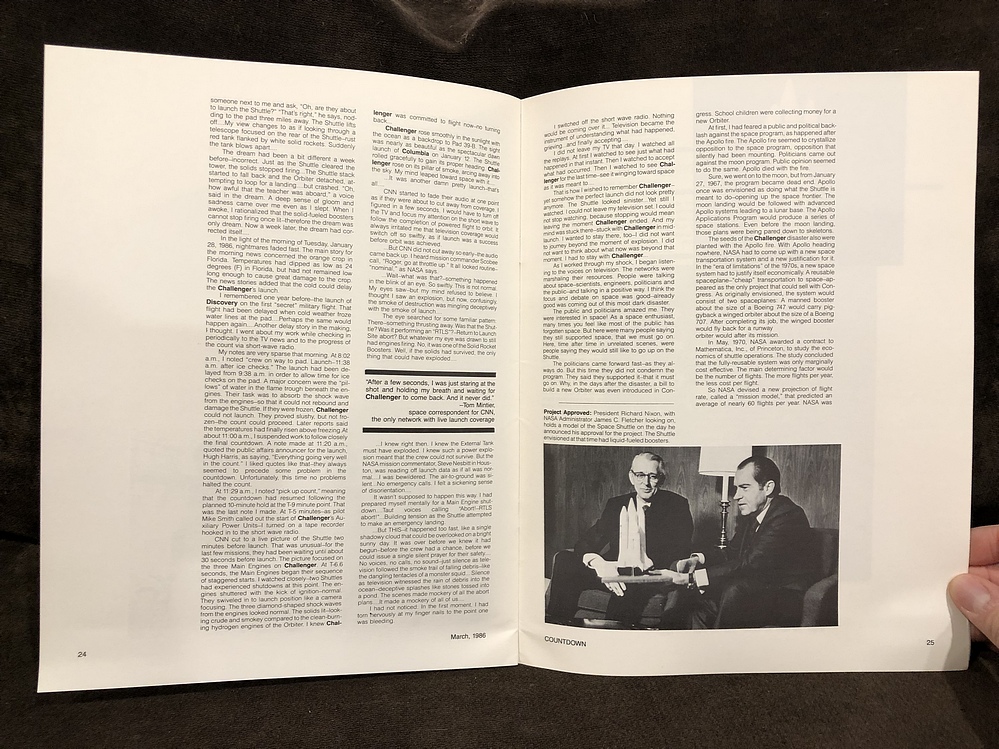 someone next to me and ask, "Oh, are they about
to launch the Shuttle?" "That's right," he says, nod-
ding to the pad three miles away. The Shuttle lifts
off....My view changes to as if looking through a
telescope focused on the rear of the Shuttle-rust
red tank flanked by white solid rockets. Suddenly
the tank blows apart....
The dream had been a bit different a week
before–incorrect. Just as the Shuttle cleared the
tower, the solids stopped firing...The Shuttle stack
started to fall back and the Orbiter detached, at-
tempting to loop for a landing....but crashed. "Oh,
how awful that the teacher was aboard," a voice
said in the dream. A deep sense of gloom and
sadness came over me even as I slept. When I
awoke, I rationalized that the solid-fueled boosters
cannot stop firing once lit–therefore the dream was
only dream. Now a week later, the dream had cor-
rected itself....
In the light of the morning of Tuesday, January
28, 1986, nightmares faded fast. The main story for
the morning news concerned the orange crop in
Florida. Temperatures had dipped as low as 24
degrees (F) in Florida, but had not remained low
long enough to cause great damage to the crop.
The news stories added that the cold could delay
the Challenger's launch.
I remembered one year before–the launch of
Discovery on the first "secret" military flight. That
flight had been delayed when cold weather froze
water lines at the pad....Perhaps the same would
happen again....Another delay story in the making,
I thought. I went about my work while checking in
periodically to the TV news and to the progress of
the count via short-wave radio.
My notes are very sparse that morning. At 8:02
a.m., I noted "crew on way to pad. Launch–11:38
a.m. after ice checks." The launch had been de-
layed from 9:38 a.m. in order to allow time for ice
checks on the pad. A major concern were the "pil-
lows" of water in the flame trough beneath the en-
gines. Their task was to absorb the shock wave
from the engines–so that it could not rebound and
damage the Shuttle. If they were frozen, Challenger
could not launch. They proved slushy, but not fro-
zen–the count could proceed. Later reports said
the temperatures had finally risen above freezing. At
about 11:00 a.m., I suspended work to follow closely
the final countdown. A note made at 11:20 a.m.,
quoted the public affairs announcer for the launch,
Hugh Harris, as saying, "Everything going very well
in the count." I liked quotes like that–they always
seemed to precede some problem in the
countdown. Unfortunately, this time no problems
halted the count.
At 11:29 a.m., I noted "pick up count," meaning
that the countdown had resumed following the
planned 10-minute hold at the T-9 minute point. That
was the last note I made. At T-5 minutes–as pilot
Mike Smith called out the start of Challenger's Au-
xiliary Power Units–I turned on a tape recorder
hooked in to the short wave radio.
CNN cut to a live picture of the Shuttle two
minutes before launch. That was unusual–for the
last few missions, they had been waiting until about
30 seconds before launch. The picture focused on
the three Main Engines on Challenger. At T-6.6
seconds, the Main Engines began their sequence
of staggered starts. I watched closely–two Shuttles
had experienced shutdowns at this point. The en-
gines shuttered with the kick of ignition–normal.
They swiveled in to launch position like a camera
focusing. The three diamond-shaped shock waves
from the engines looked normal. The solids lit–look-
ing crude and smokey compared to the clean-burn-
ing hydrogen engines of the Orbiter. I knew Chal-
lenger was committed to flight now–no turning
back....
Challenger rose smoothly in the sunlight with
the ocean as a backdrop to Pad 39-B. The flight
was nearly as beautiful as the spectacular dawn
launch of Columbia on January 12. The Shuttle
rolled gracefully to gain its proper heading. Chal-
lenger rose on its pillar of smoke, arcing away into
the sky. My mind leaped toward space with it....
....It was another damn pretty launch–that's
all....
CNN started to fade their audio at one point
as if they were about to cut away from coverage. I
figured in a few seconds, I would have to turn off
the TV and focus my attention on the short wave to
follow the completion of powered flight to orbit. It
always irritated me that television coverage would
switch off so swiftly, as if launch was a success
before orbit was achieved.
But CNN did not cut away so early–the audio
came back up. I heard mission commander Scobee
call, "Roger, go at throttle up." It all looked routine–
"nominal," as NASA says.
....Wait–what was that?–something happened
in the blink of an eye. So swiftly. This is not normal.
My eyes saw–but my mind refused to believe. I
thought I saw an explosion, but now, confusingly,
the smoke of destruction was mingling deceptively
with the smoke of launch....
The eye searched for some familiar pattern:
There–something thrusting away. Was that the Shut-
tle? Was it performing an "RTLS"?–Return to Launch
Site abort? But whatever my eye was drawn to still
had engines firing. No, it was one of the Solid Rocket
Boosters. Well, if the solids had survived, the only
thing that could have exploded....
"After a few seconds, I was just staring at the
shot and holding my breath and waiting for
Challenger to come back. And it never did."
–Tom Mintier,
space correspondent for CNN,
the only network with live launch coverage
....I knew right then. I knew the External Tank
must have exploded. I knew such a power explo-
sion meant that the crew could not survive. But the
NASA mission commentator, Steve Nesbitt in Hous-
ton, was reading off launch data as if all was nor-
mal....I was bewildered. The air-to-ground was si-
lent...No emergency calls. I felt a sickening sense
of disorientation....
It wasn't supposed to happen this way. I had
prepared myself mentally for a Main Engine shut-
down....Taut voices calling "Abort!–RTLS
abort!"...Building tension as the Shuttle attempted
to make an emergency landing.
But THIS–it happened too fast, like a single
shadowy cloud that could be overlooked on a bright
sunny day. It was over before we knew it had
begun–before the crew had a chance, before we
could issue a single silent prayer for their safety....
No voices, no calls, no sound–just silence as tele-
vision followed the smoke trail of falling debris–like
the dangling tentacles of a monster squid....Silence
as television witnessed the rain of debris into the
ocean–deceptive splashes like stones tossed into
a pond. The scenes made mockery of all the abort
plans....It made a mockery of all of us....
I had not noticed. In the first moment, I had
torn nervously at my finger nails to the point one
was bleeding.
24
March, 1986
I switched off the short wave radio. Nothing
would be coming over it.... Television became the
instrument of understanding what had happened,
grieving...and finally accepting....
I did not leave my TV that day. I watched all
the replays. At first I watched to see just what had
happened in that instant. Then I watched to accept
what had occurred. Then I watched to see Chal-
lenger for the last time–see it winging toward space
as it was meant to....
That is how I wished to remember Challenger–
yet somehow the perfect launch did not look pretty
anymore. The Shuttle looked sinister...Yet still I
watched. I could not leave my television set. I could
not stop watching, because stopping would mean
leaving the moment Challenger ended. And my
mind was stuck there–stuck with Challenger in mid-
launch. I wanted to stay there, too–I did not want
to journey beyond the moment of explosion. I did
not want to think about what now was beyond that
moment. I had to stay with Challenger....
As I worked through my shock, I began listen-
ing to the voices on television. The networks were
marshaling their resources. People were talking
about space–scientists, engineers, politicians and
the public–and talking in a positive way. I think the
focus and debate on space was good–already
good was coming out of this most dark disaster.
The public and politicians amazed me. They
were interested in space! As a space enthusiast,
many times you feel like most of the public has
forgotten space. But here were many people saying
they still supported space, that we must go on.
Here, time after time in unrelated scenes, were
people saying they would still like to go up on the
Shuttle.
The politicians came forward fast–as they al-
ways do. But this time they did not condemn the
program. They said they supported it–that it must
go on. Why, in the days after the disaster, a bill to
build a new Orbiter was even introduced in Con-
gress. School children were collecting money for a
new Orbiter.
At first, I had feared a public and political back-
lash against the space program, as happened after
the Apollo fire. The Apollo fire seemed to crystallize
opposition to the space program, opposition that
silently had been mounting. Politicians came out
against the moon program. Public opinion seemed
to do the same. Apollo died with the fire.
Sure, we went to the moon, but from January
27, 1967, the program became dead end. Apollo
once was envisioned as doing what the Shuttle is
meant to do–opening up the space frontier. The
moon landing would be followed with advanced
Apollo systems leading to a lunar base. The Apollo
Applications Program would produce a series of
space stations. Even before the moon landing,
those plans were being pared down to skeletons.
The seeds of the Challenger disaster also were
planted with the Apollo fire. With Apollo heading
nowhere, NASA had to come up with a new space
transportation system and a new justification for it.
In the "era of limitations" of the 1970s, a new space
system had to justify itself economically. A reusable
spaceplane–"cheap" transportation to space–ap-
peared as the only project that could sell with Con-
gress. As originally envisioned, the system would
consist of two spaceplanes: A manned booster
about the size of a Boeing 747 would carry pig-
gyback a winged orbiter about the size of a Boeing
707. After completing its job, the winged booster
would fly back for a runway
orbiter would after its mission.
In May, 1970, NASA awarded a contract to
Mathematica, Inc., of Princeton, to study the eco-
nomics of shuttle operations. The study concluded
that the fully-reusable system was only marginally
cost effective. The main determining factor would
be the number of flights. The more flights per year,
the less cost per flight.
So NASA devised a new projection of flight
rate, called a "mission model," that predicted an
average of nearly 60 flights per year. NASA was
Project Approved: President Richard Nixon, with
NASA Administrator James C. Fletcher looking on,
holds a model of the Space Shuttle on the day he
announced his approval for the project. The Shuttle
envisioned at that time had liquid-fueled boosters.
COUNTDOWN
25